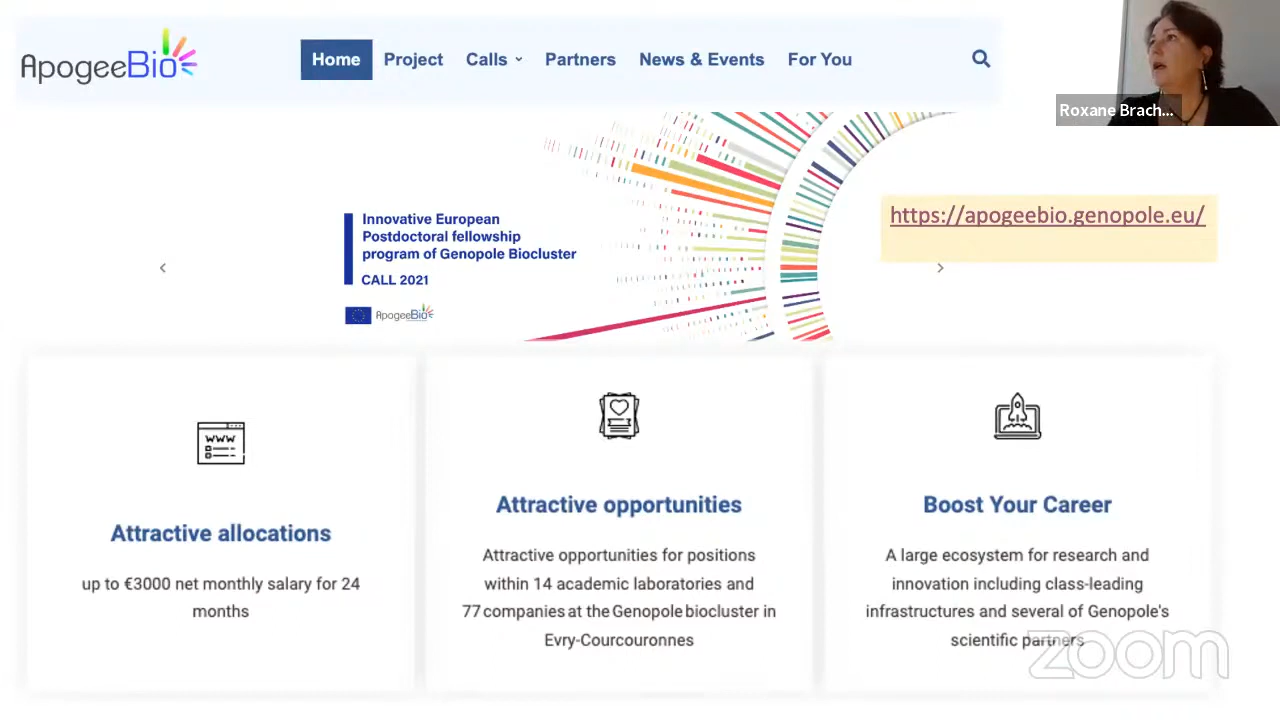 ApogeeBio
Home
Project
Calls
Partners
News & Events
For You
Roxane Brach...
https://apogeebio.genopole.eu/
Innovative European
Postdoctoral fellowship
program of Genopole Biocluster
CALL 2021
ApogeeBio
www
Attractive allocations
up to €3000 net monthly salary for 24
months
Attractive opportunities
Attractive opportunities for positions
within 14 academic laboratories and
77 companies at the Genopole biocluster in
Evry-Courcouronnes
Boost Your Career
A large ecosystem for research and
innovation including class-leading
infrastructures and several of Genopole's
scientific partners
zoom